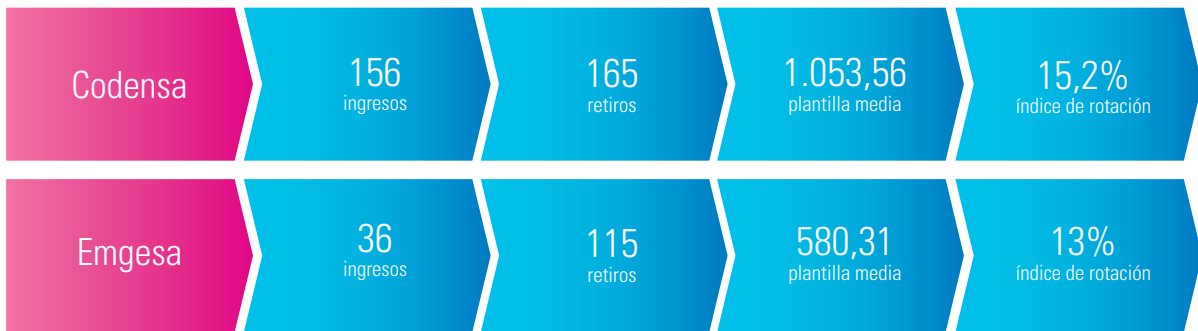 Codensa
156
ingresos
165
retiros
1.053,56
plantilla media
15,2%
índice de rotación
Emgesa
36
ingresos
115
retiros
580,31
plantilla media
13%
índice de rotación